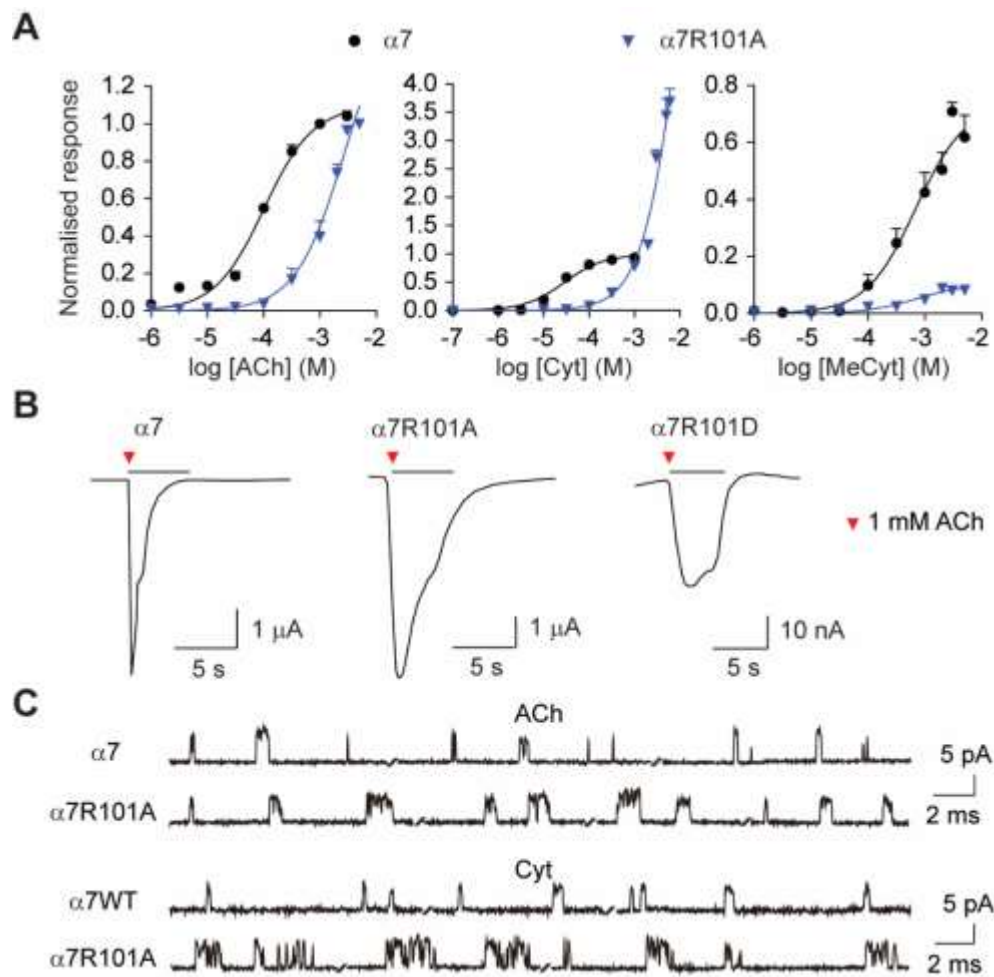 A
α7
α7R101A
Normalised response
1.2
1.0
0.8
0.6
0.4
0.2
0.0
-6 -5 -4 -3 -2
log [ACh] (M)
4.0
3.5
3.0
2.5
2.0
1.5
1.0
0.5
0.0
-7 -6 -5 -4 -3 -2
log [Cyt] (M)
0.8
0.6
0.4
0.2
0.0
-6 -5 -4 -3 -2
log [MeCyt] (M)
B
α7
α7R101A
α7R101D
1 mM ACh
1 μA
5 s
1 μA
5 s
10 nA
5 s
C
ACh
α7
5 pA
α7R101A
2 ms
Cyt
α7WT
5 pA
α7R101A
2 ms